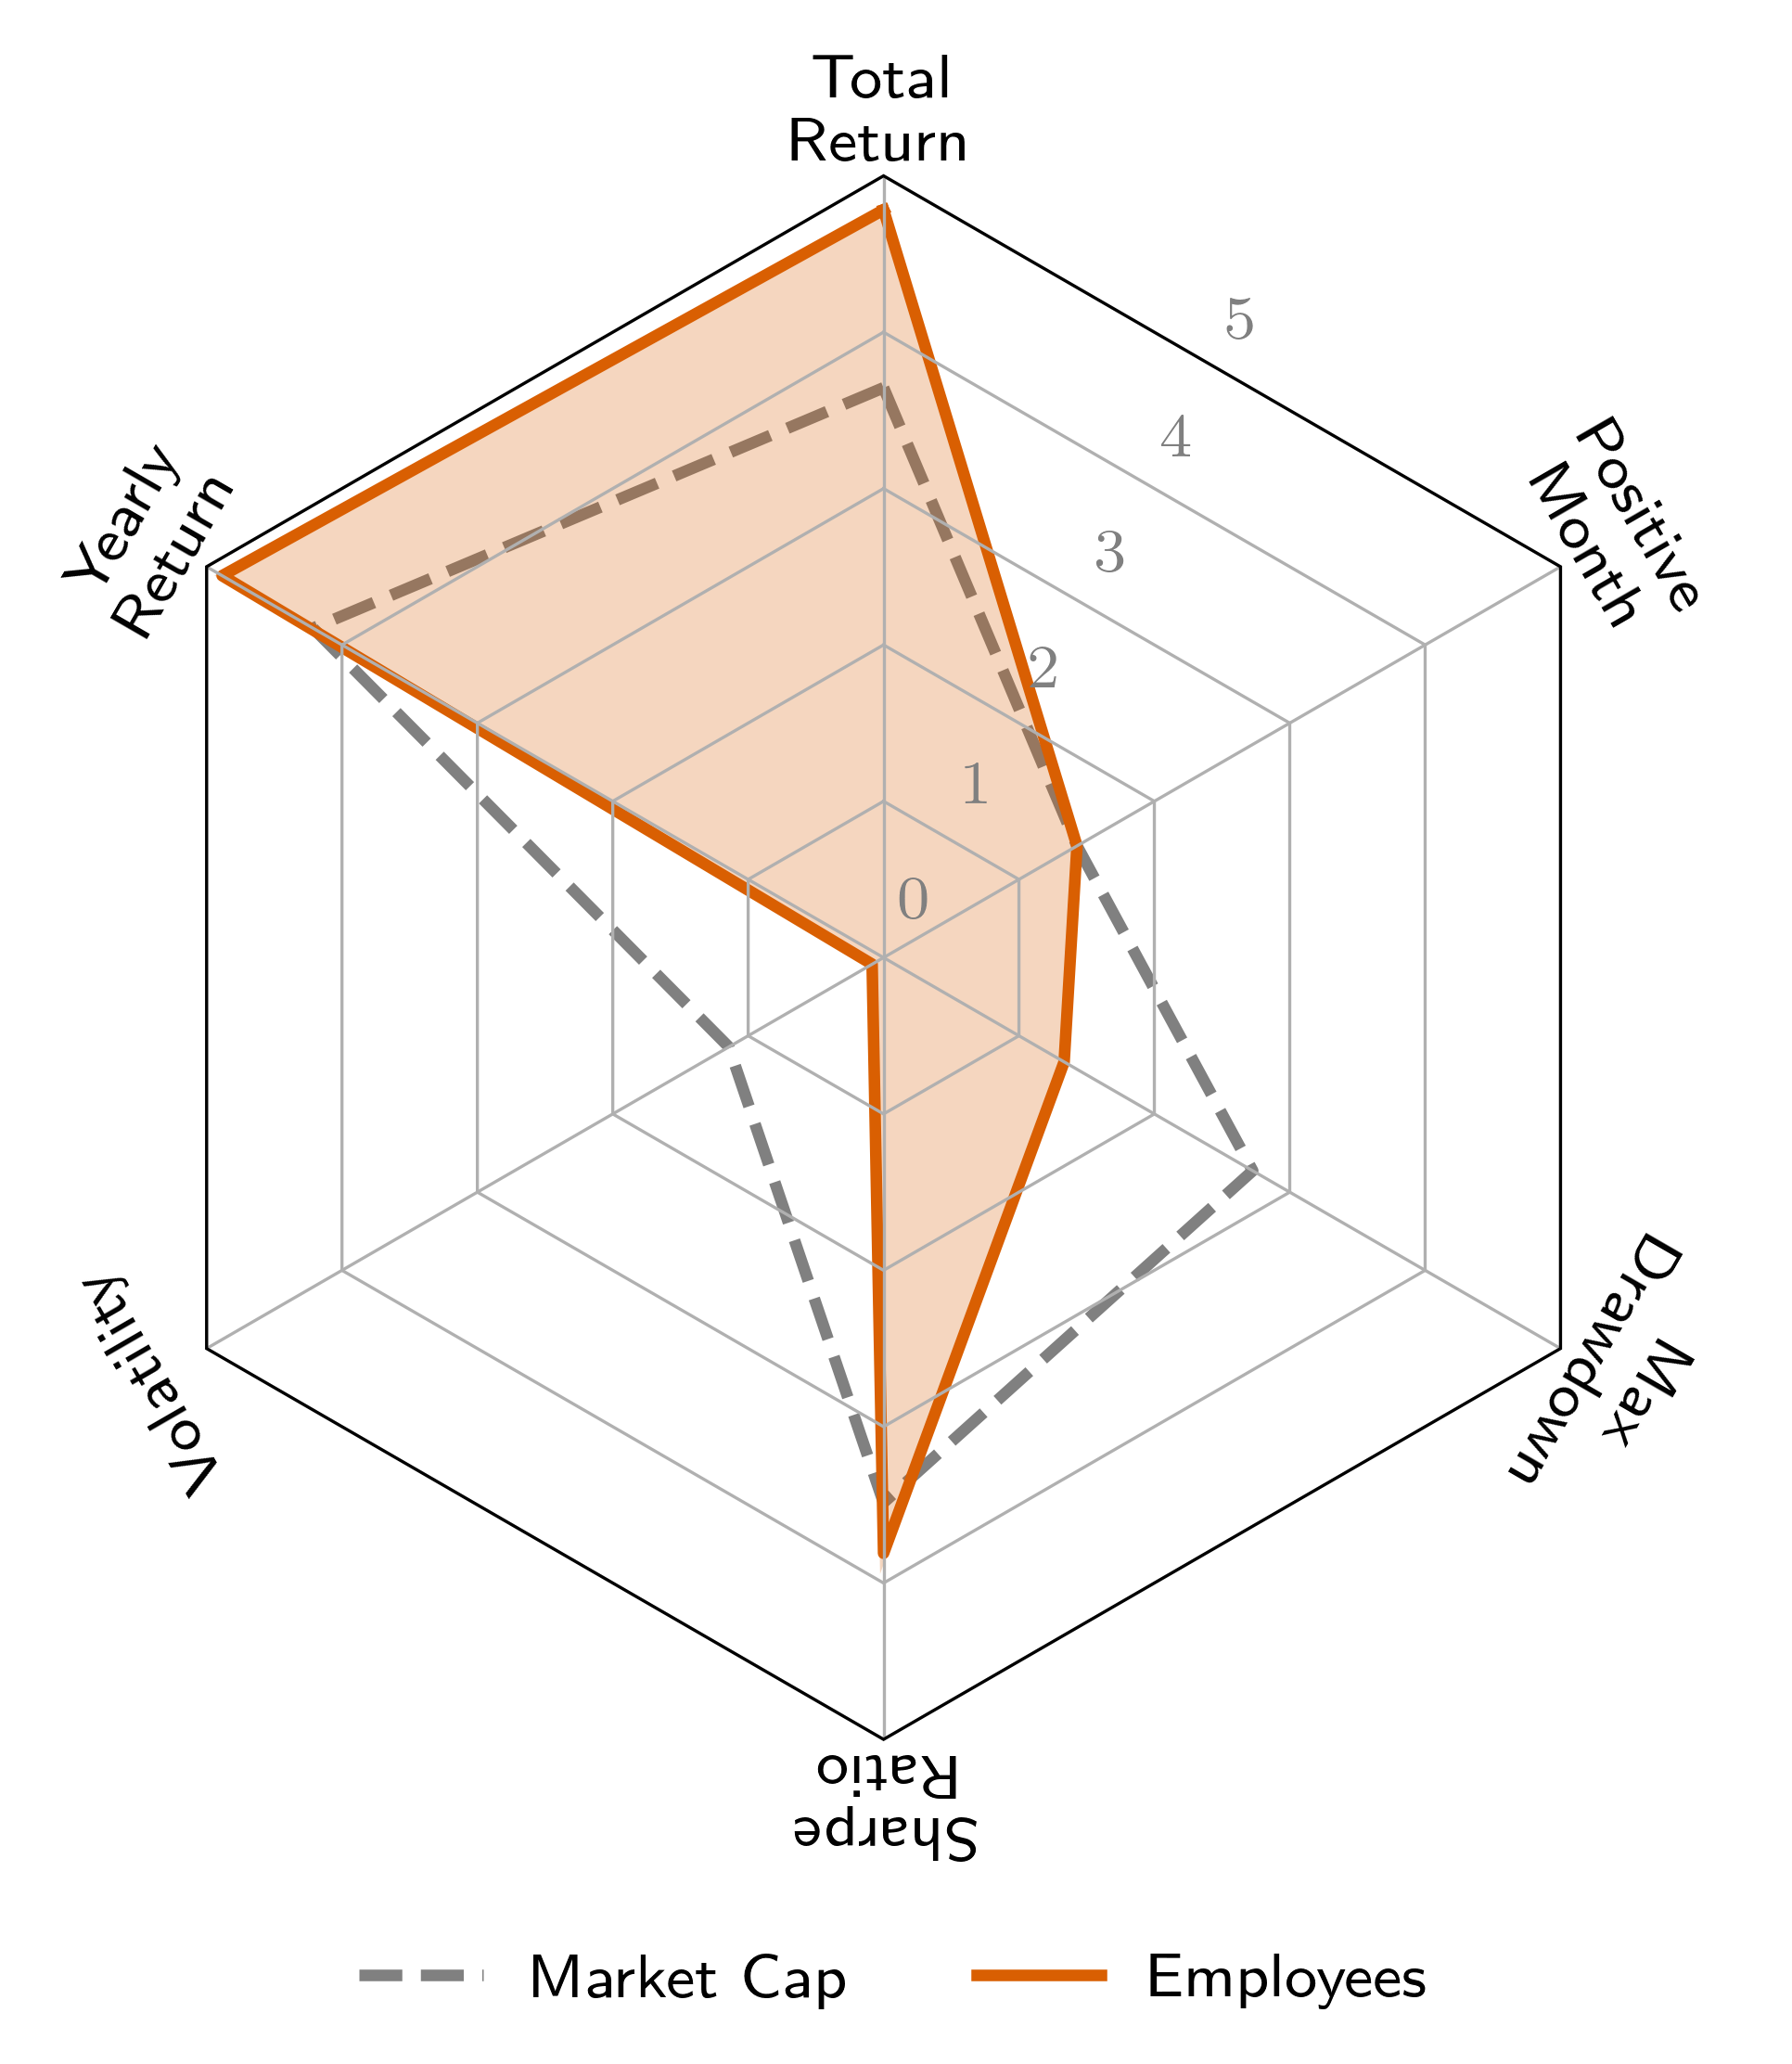 Total
Return
5
Positive
Month
4
Yearly
Return
3
2
1
0
Max
Drawdown
Volatility
Sharpe
Ratio
Market Cap
Employees